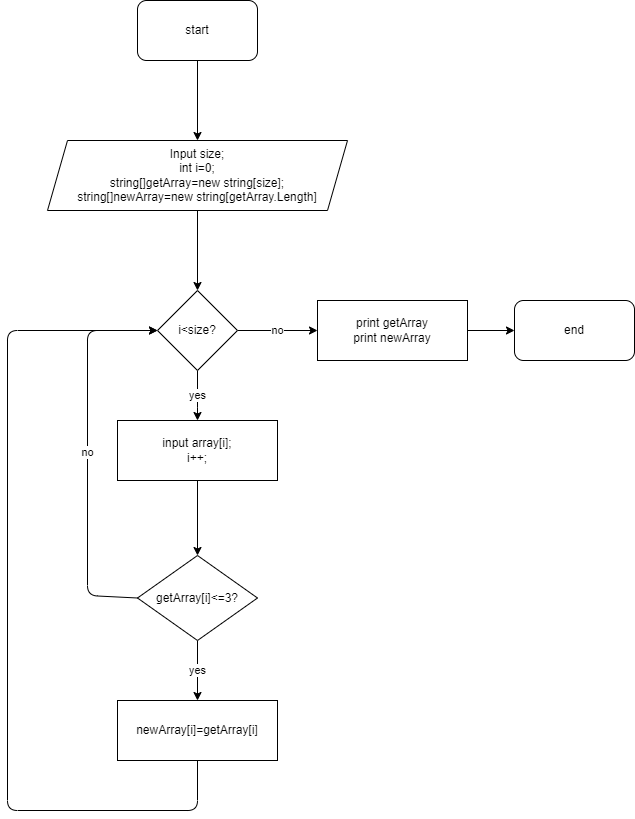 start
Input size;
int i=0;
string[]getArray=new string[size];
string[]newArray=new string[getArray.Length]
i<size?
no
print getArray
print newArray
end
yes
input array[i];
i++;
no
getArray[i]<=3?
yes
newArray[i]=getArray[i]